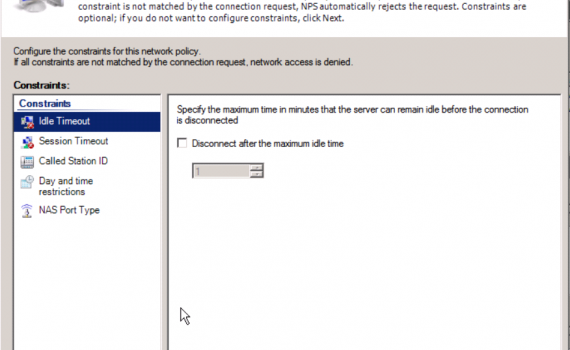 constraint is not matched by the connection request, NPS automatically rejects the request. Constraints are
optional; if you do not want to configure constraints, click Next.
Configure the constraints for this network policy.
If all constraints are not matched by the connection request, network access is denied.
Constraints:
Constraints
Idle Timeout
Session Timeout
Called Station ID
Day and time
restrictions
NAS Port Type
Specify the maximum time in minutes that the server can remain idle before the connection
is disconnected
Disconnect after the maximum idle time
1